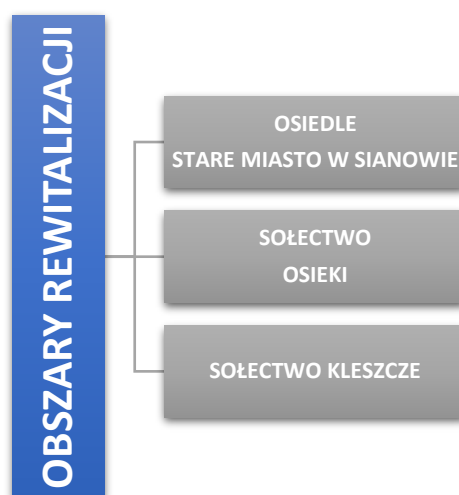 OBSZARY REWITALIZACJI
OSIEDLE
STARE MIASTO W SIANOWIE
SOŁECTWO
OSIEKI
SOŁECTWO KLESZCZE